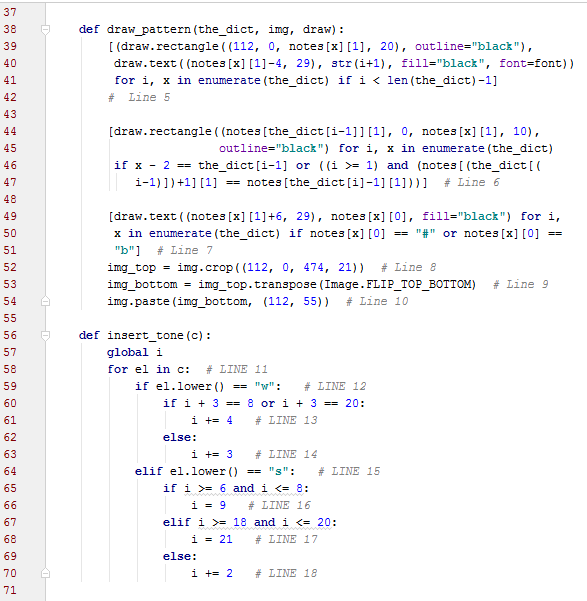 37
38 def draw_pattern(the_dict, img, draw):
39 [(draw.rectangle((112, 0, notes[x][1], 20), outline="black"),
40 draw.text((notes[x][1]-4, 29), str(i+1), fill="black", font=font))
41 for i, x in enumerate(the_dict) if i < len(the_dict)-1]
42 # Line 5
43
44 [draw.rectangle((notes[the_dict[i-1]][1], 0, notes[x][1], 10),
45 outline="black") for i, x in enumerate(the_dict)
46 if x - 2 == the_dict[i-1] or ((i >= 1) and (notes[(the_dict[(
47 i-1)])+1][1] == notes[the_dict[i]-1][1]))] # Line 6
48
49 [draw.text((notes[x][1]+6, 29), notes[x][0], fill="black") for i,
50 x in enumerate(the_dict) if notes[x][0] == "#" or notes[x][0] ==
51 "b"] # Line 7
52 img_top = img.crop((112, 0, 474, 21)) # Line 8
53 img_bottom = img_top.transpose(Image.FLIP_TOP_BOTTOM) # Line 9
54 img.paste(img_bottom, (112, 55)) # Line 10
55
56 def insert_tone(c):
57 global i
58 for el in c: # LINE 11
59 if el.lower() == "w": # LINE 12
60 if i + 3 == 8 or i + 3 == 20:
61 i += 4 # LINE 13
62 else:
63 i += 3 # LINE 14
64 elif el.lower() == "s": # LINE 15
65 if i >= 6 and i <= 8:
66 i = 9 # LINE 16
67 elif i >= 18 and i <= 20:
68 i = 21 # LINE 17
69 else:
70 i += 2 # LINE 18
71